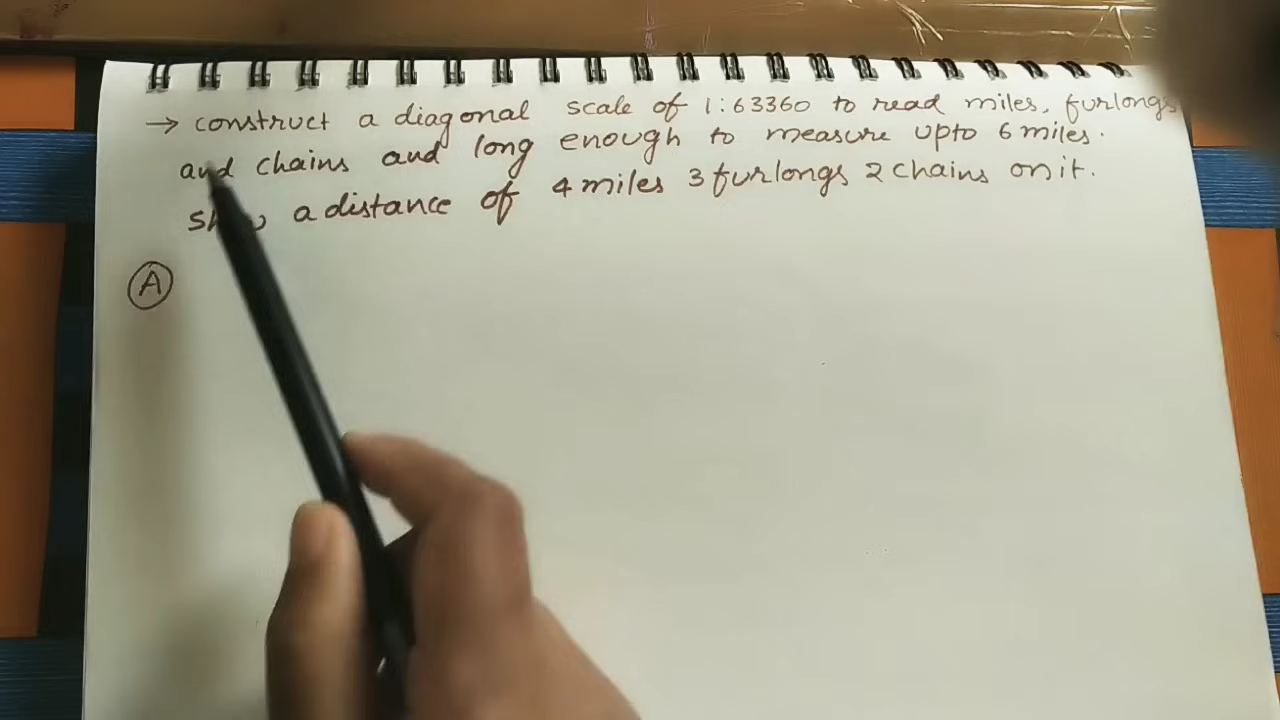 → construct a diagonal scale of 1:63360 to read miles, furlongs
and chains and long enough to measure upto 6 miles.
show a distance of 4 miles 3 furlongs 2 chains on it.
A